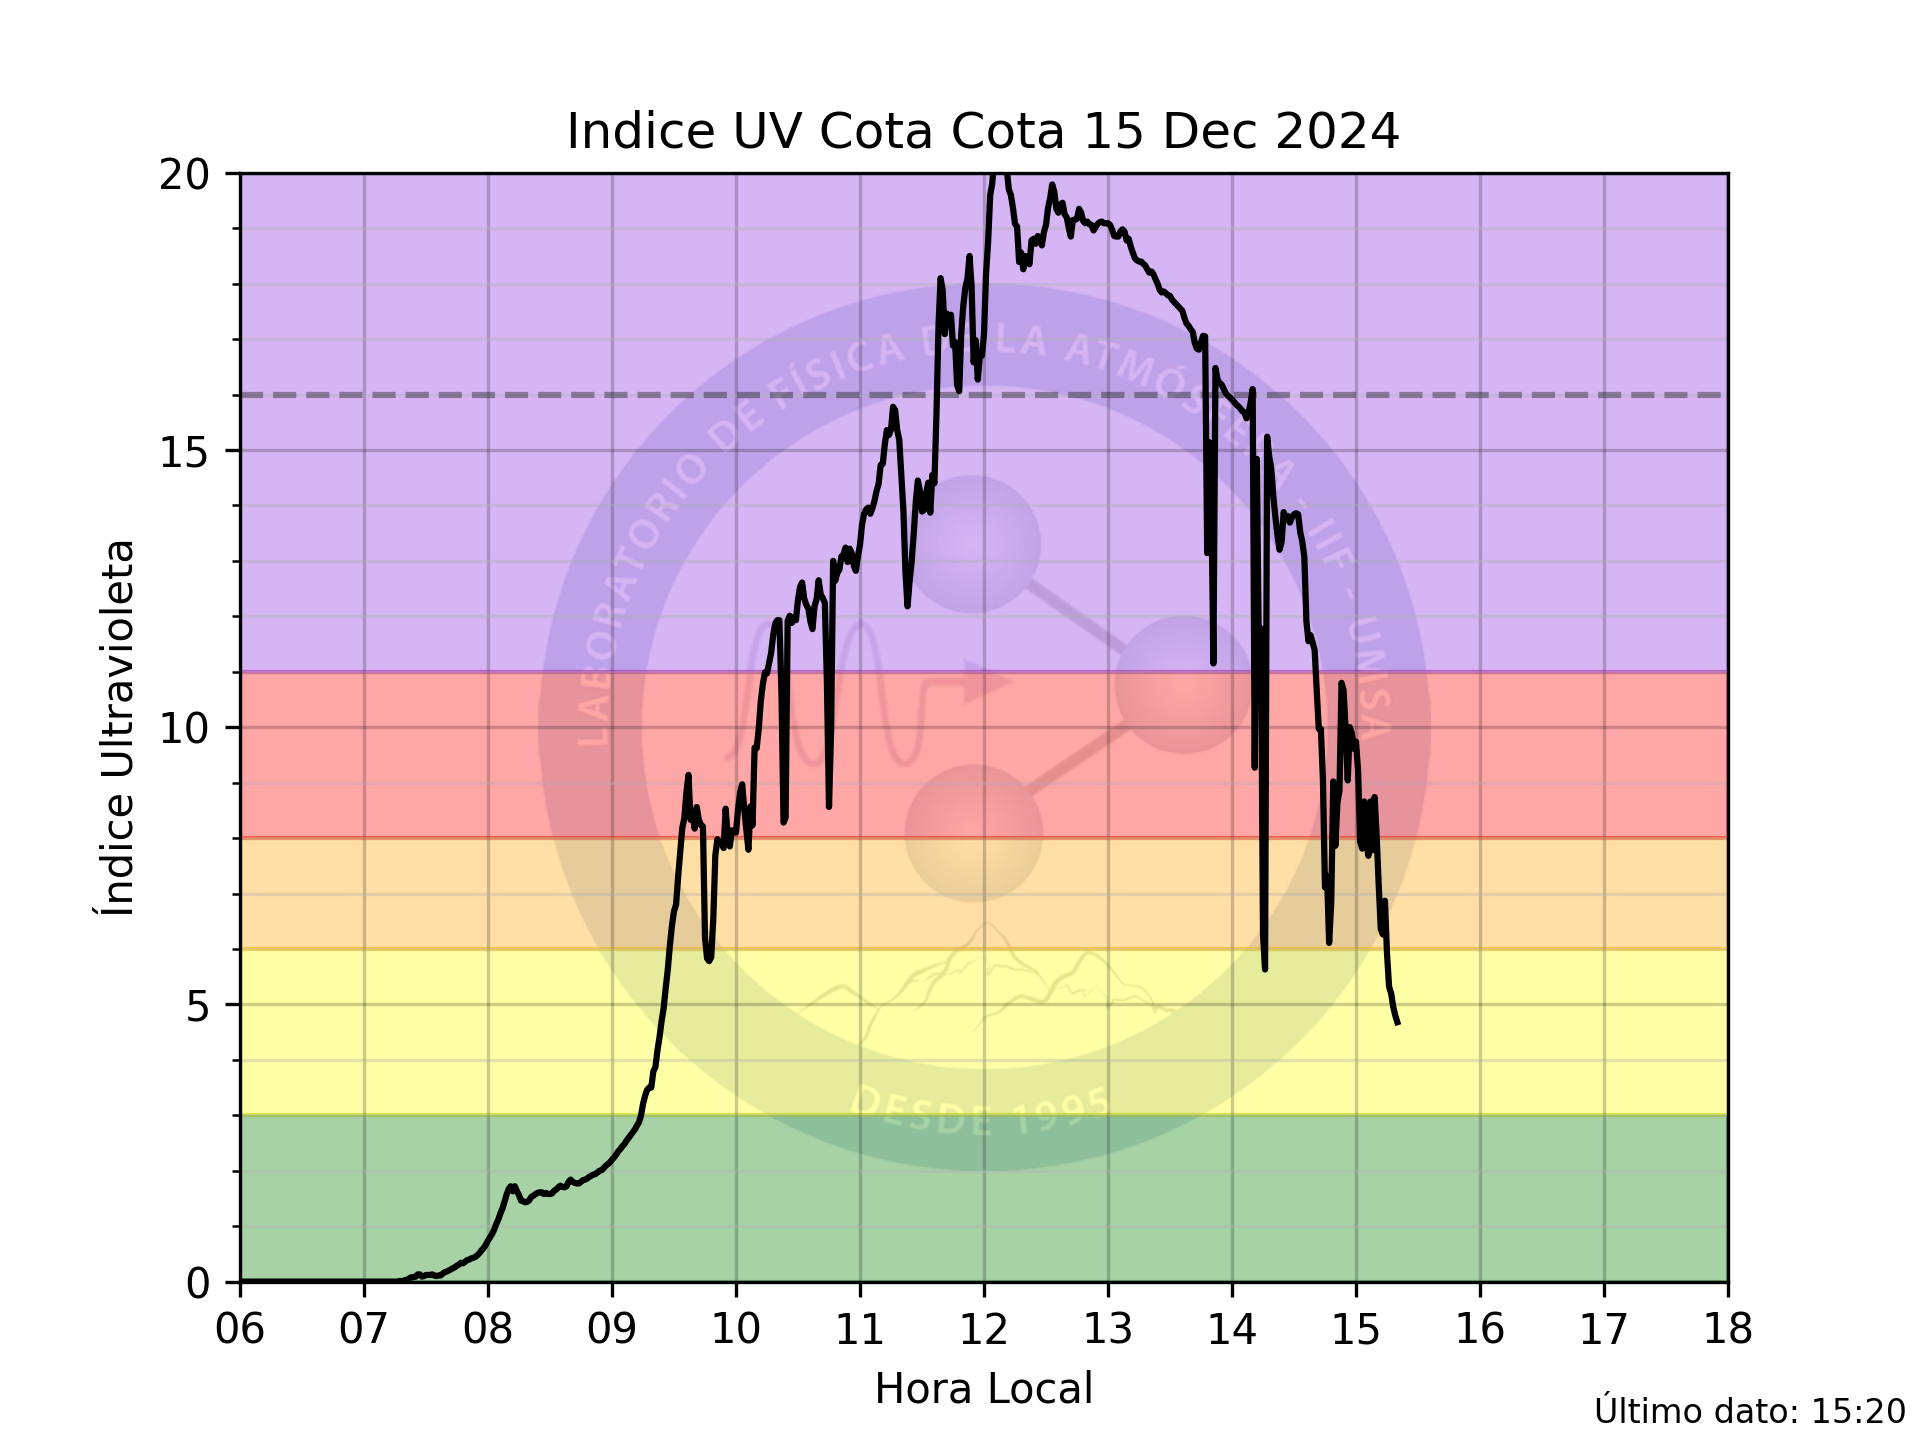 Indice UV Cota Cota 15 Dec 2024
20
15
10
5
0
Índice Ultravioleta
LABORATORIO DE FÍSICA DE LA ATMÓSFERA - IIF - UMSA
DESDE 1995
06 07 08 09 10 11 12 13 14 15 16 17 18
Hora Local
Último dato: 15:20